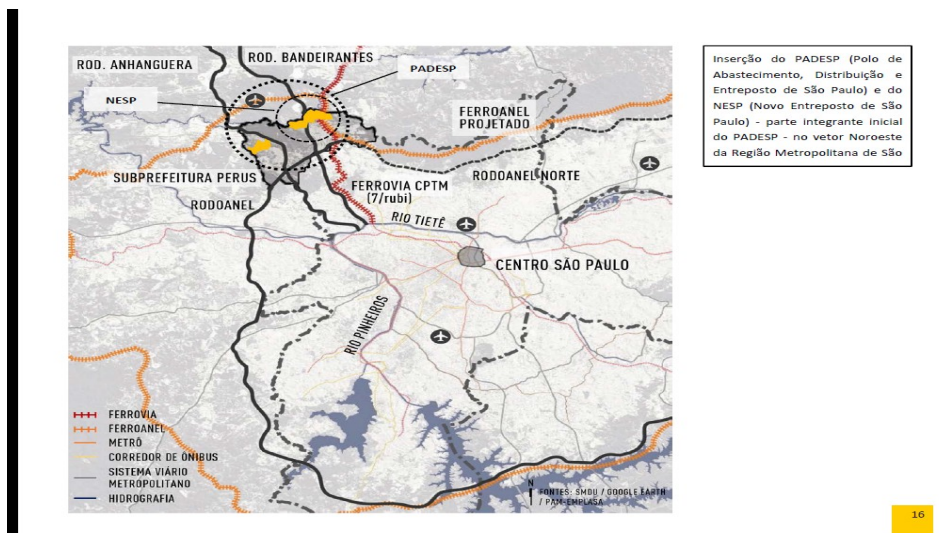 ROD. ANHANGUERA
ROD. BANDEIRANTES
PADESP
NESP
FERROANEL
PROJETADO
SUBPREFEITURA PERUS
RODOANEL
FERROVIA CPTM
(7/rubi)
RODOANEL NORTE
RIO TIETÊ
CENTRO SÃO PAULO
RIO PINHEIROS
FERROVIA
FERROANEL
METRÔ
CORREDOR DE ÔNIBUS
SISTEMA VIÁRIO
METROPOLITANO
HIDROGRAFIA
N
FONTES: SMDU / GOOGLE EARTH
/ PAM-EMPLASA
Inserção do PADESP (Polo de
Abastecimento, Distribuição e
Entreposto de São Paulo) e do
NESP (Novo Entreposto de São
Paulo) - parte integrante inicial
do PADESP - no vetor Noroeste
da Região Metropolitana de São
16